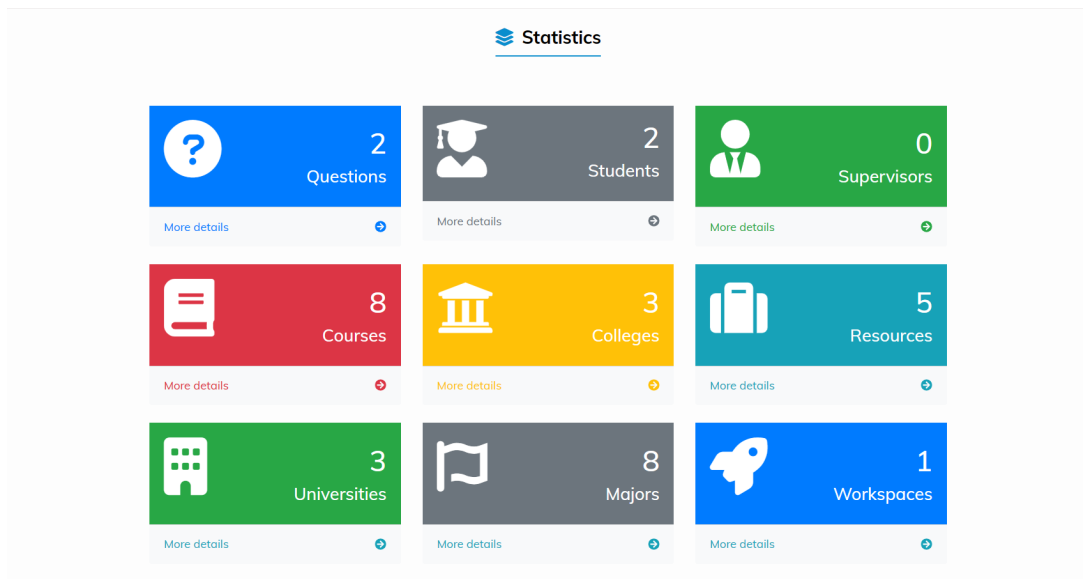 Statistics
2
Questions
More details
2
Students
More details
0
Supervisors
More details
8
Courses
More details
3
Colleges
More details
5
Resources
More details
3
Universities
More details
8
Majors
More details
1
Workspaces
More details